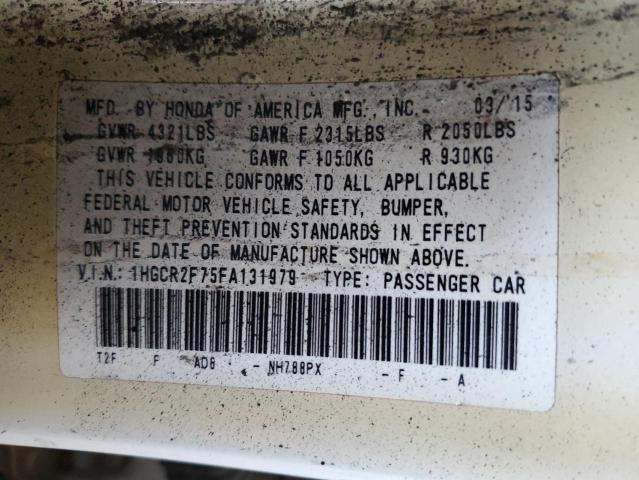 MFD. BY HONDA OF AMERICA MFG., INC. 03/15
GVWR 4321LBS GAWR F 2315LBS R 2050LBS
GVWR 1960KG GAWR F 1050KG R 930KG
THIS VEHICLE CONFORMS TO ALL APPLICABLE
FEDERAL MOTOR VEHICLE SAFETY, BUMPER,
AND THEFT PREVENTION STANDARDS IN EFFECT
ON THE DATE OF MANUFACTURE SHOWN ABOVE.
V.I.N.: 1HGCR2F75FA131979 TYPE: PASSENGER CAR
T2F F AD8 - NH788PX - F - A